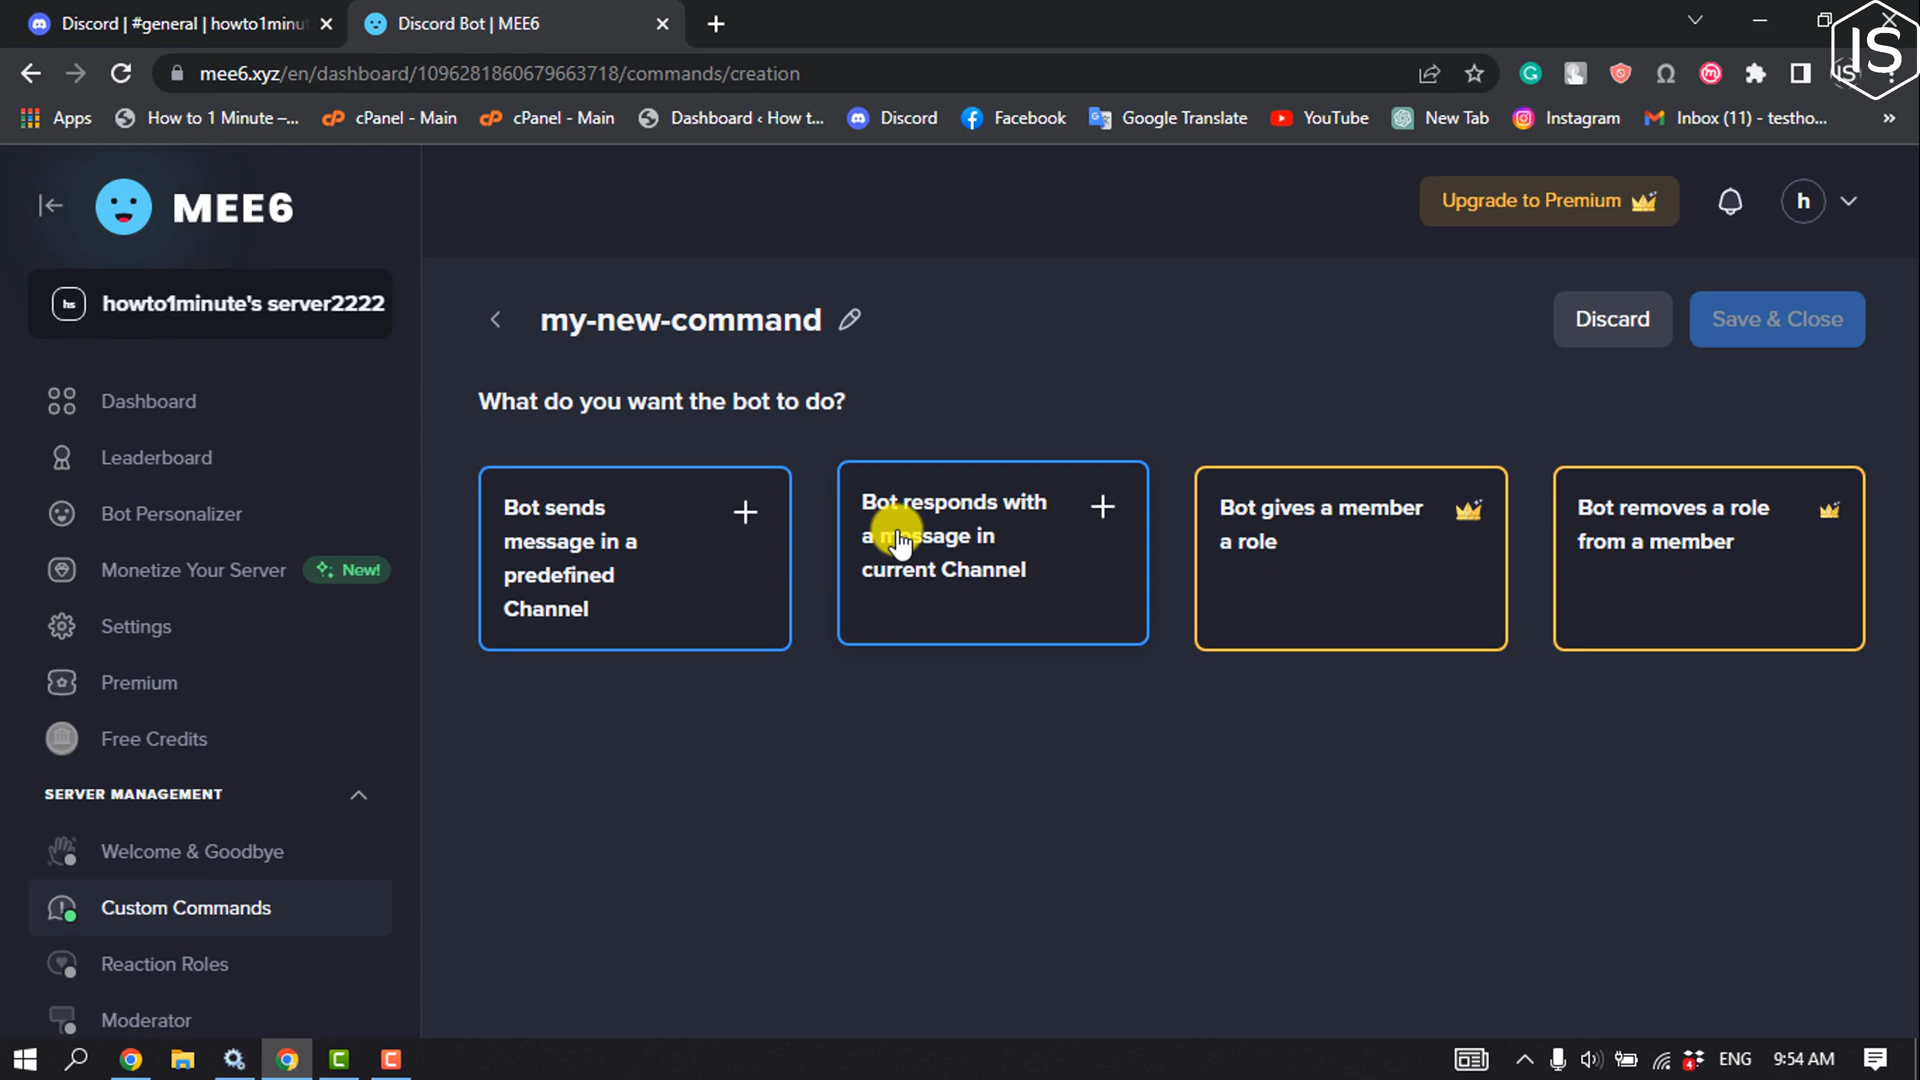 Discord | #general | howto1minu
Discord Bot | MEE6
IS
mee6.xyz/en/dashboard/1096281860679663718/commands/creation
Apps
How to 1 Minute –...
cPanel - Main
cPanel - Main
Dashboard ‹ How t...
Discord
Facebook
Google Translate
YouTube
New Tab
Instagram
Inbox (11) - testho...
»
MEE6
Upgrade to Premium
h
hs
howto1minute's server2222
my-new-command
Discard
Save & Close
What do you want the bot to do?
Dashboard
Leaderboard
Bot Personalizer
Monetize Your Server
New!
Settings
Premium
Free Credits
SERVER MANAGEMENT
Welcome & Goodbye
Custom Commands
Reaction Roles
Moderator
Bot sends
message in a
predefined
Channel
Bot responds with
a message in
current Channel
Bot gives a member
a role
Bot removes a role
from a member
4
ENG
9:54 AM